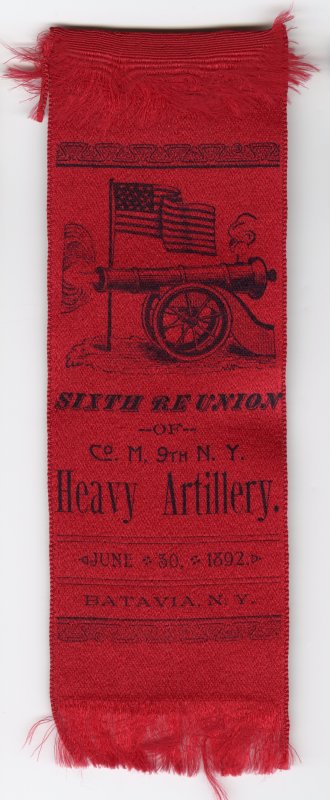 SIXTH REUNION
--OF--
Co. M. 9TH N. Y.
Heavy Artillery.
JUNE 30, 1892.
BATAVIA, N. Y.